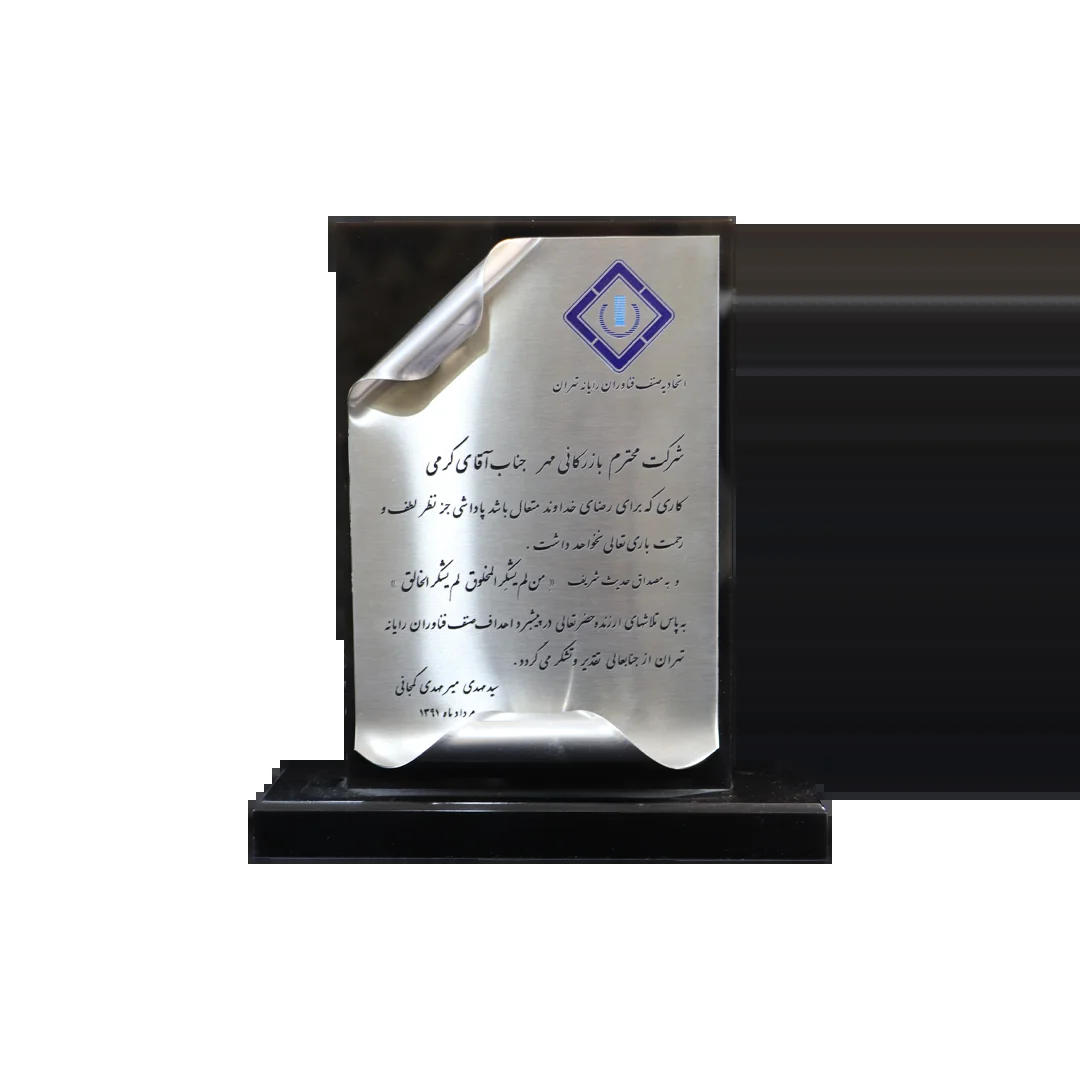 اتحادیه صنف فناوران رایانه تهران
شرکت محترم بازرگانی مهر جناب آقای کرمی
کاری که برای رضای خداوند متعال باشد پاداشی جز نظر لطف و
رحمت باری تعالی نخواهد داشت .
و به مصداق حدیث شریف « من لم یشکر المخلوق لم یشکر الخالق »
به پاس تلاشهای ارزنده حضرتعالی در پیشبرد اهداف صنف فناوران رایانه
تهران از جنابعالی تقدیر و تشکر می گردد .
سید مهدی میر مهدی کمجانی
مرداد ماه ۱۳۹۱